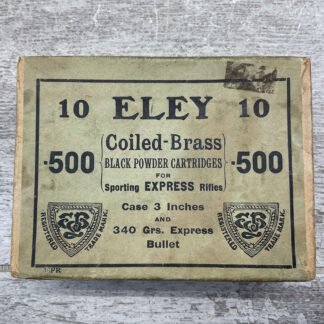 10 ELEY 10
Coiled-Brass
BLACK POWDER CARTRIDGES
·500 FOR ·500
Sporting EXPRESS Rifles
Case 3 Inches
AND
340 Grs. Express
Bullet
REGISTERED TRADE MARK.
REGISTERED TRADE MARK.
PR